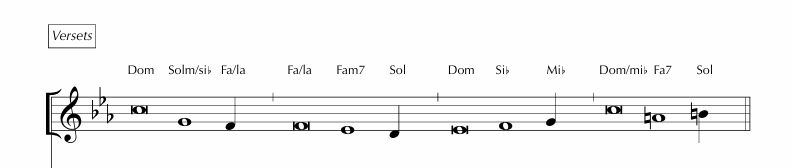 Versets
Dom Solm/si♭ Fa/la Fa/la Fam7 Sol Dom Si♭ Mi♭ Dom/mi♭ Fa7 Sol